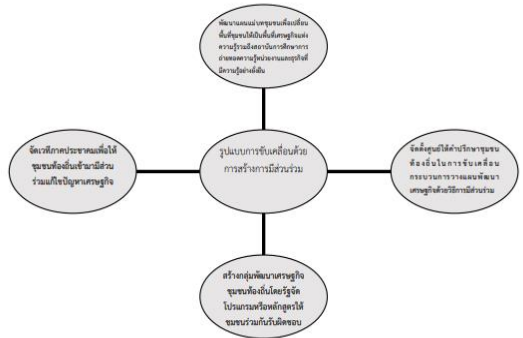 พัฒนาแผนแม่บทชุมชนเพื่อเปลี่ยน
พื้นที่ชุมชนให้เป็นพื้นที่เศรษฐกิจแห่ง
ความรู้รวมถึงสถาบันการศึกษาการ
ถ่ายทอดความรู้หน่วยงานและธุรกิจที่
มีความรู้อย่างยั่งยืน
จัดเวทีภาคประชาคมเพื่อให้
ชุมชนท้องถิ่นเข้ามามีส่วน
ร่วมแก้ไขปัญหาเศรษฐกิจ
รูปแบบการขับเคลื่อนด้วย
การสร้างการมีส่วนร่วม
จัดตั้งศูนย์ให้คำปรึกษาชุมชน
ท้องถิ่นในการขับเคลื่อน
กระบวนการวางแผนพัฒนา
เศรษฐกิจด้วยวิธีการมีส่วนร่วม
สร้างกลุ่มพัฒนาเศรษฐกิจ
ชุมชนท้องถิ่นโดยรัฐจัด
โปรแกรมหรือหลักสูตรให้
ชุมชนร่วมกันรับผิดชอบ